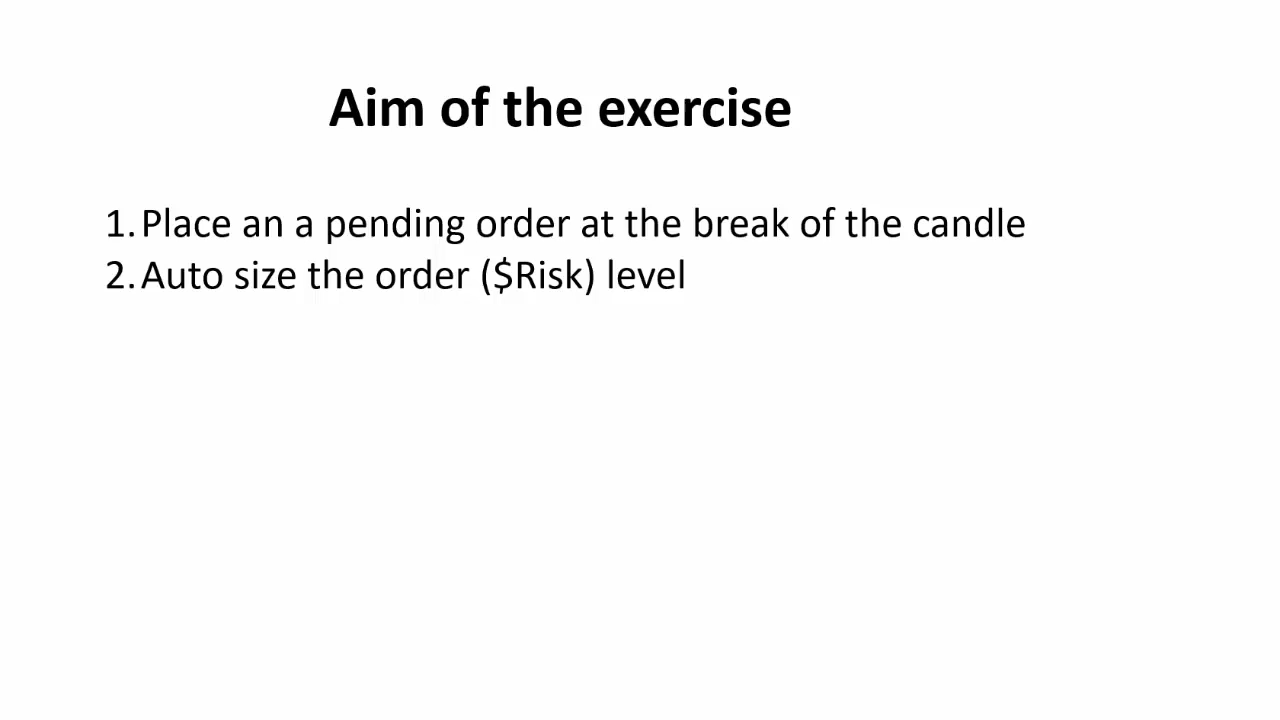 Aim of the exercise
1. Place an a pending order at the break of the candle
2. Auto size the order ($Risk) level